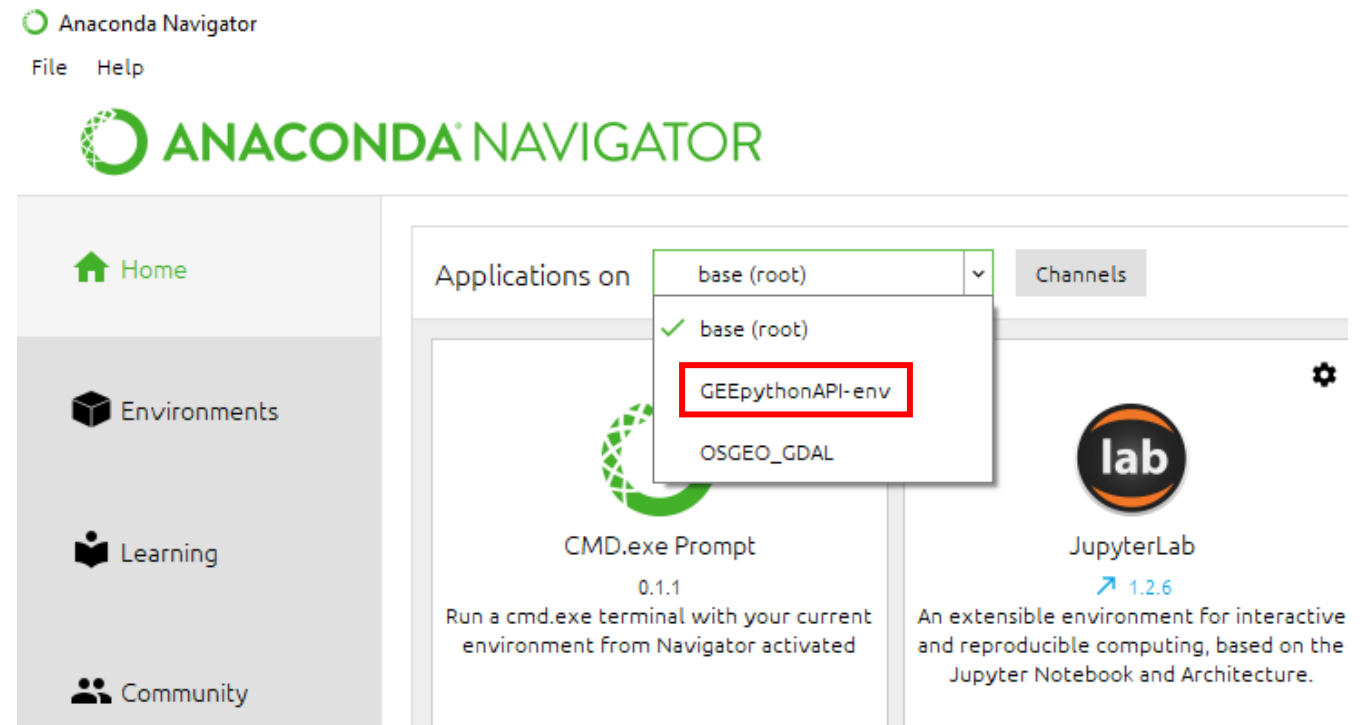 Anaconda Navigator
File Help
ANACONDA NAVIGATOR
Home
Applications on base (root) Channels
base (root)
GEEpythonAPI-env
OSGEO_GDAL
Environments
Learning
Community
CMD.exe Prompt
0.1.1
Run a cmd.exe terminal with your current
environment from Navigator activated
lab
JupyterLab
1.2.6
An extensible environment for interactive
and reproducible computing, based on the
Jupyter Notebook and Architecture.